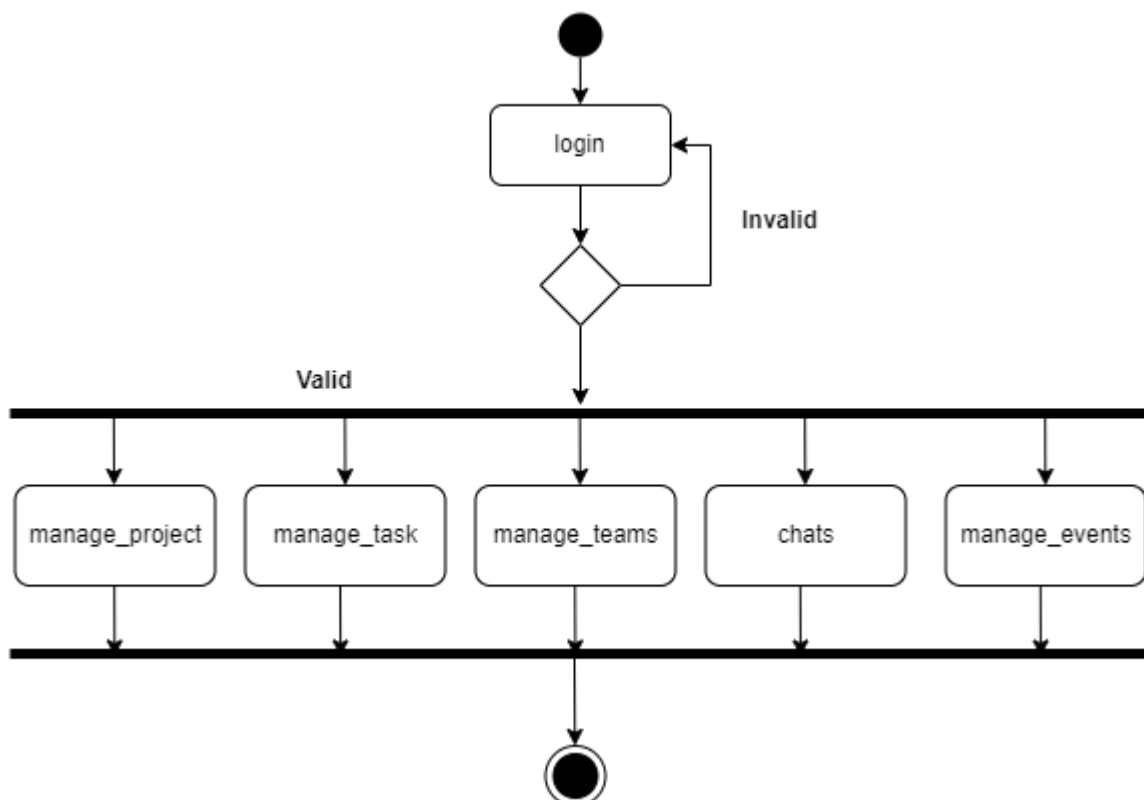 login
Invalid
Valid
manage_project
manage_task
manage_teams
chats
manage_events